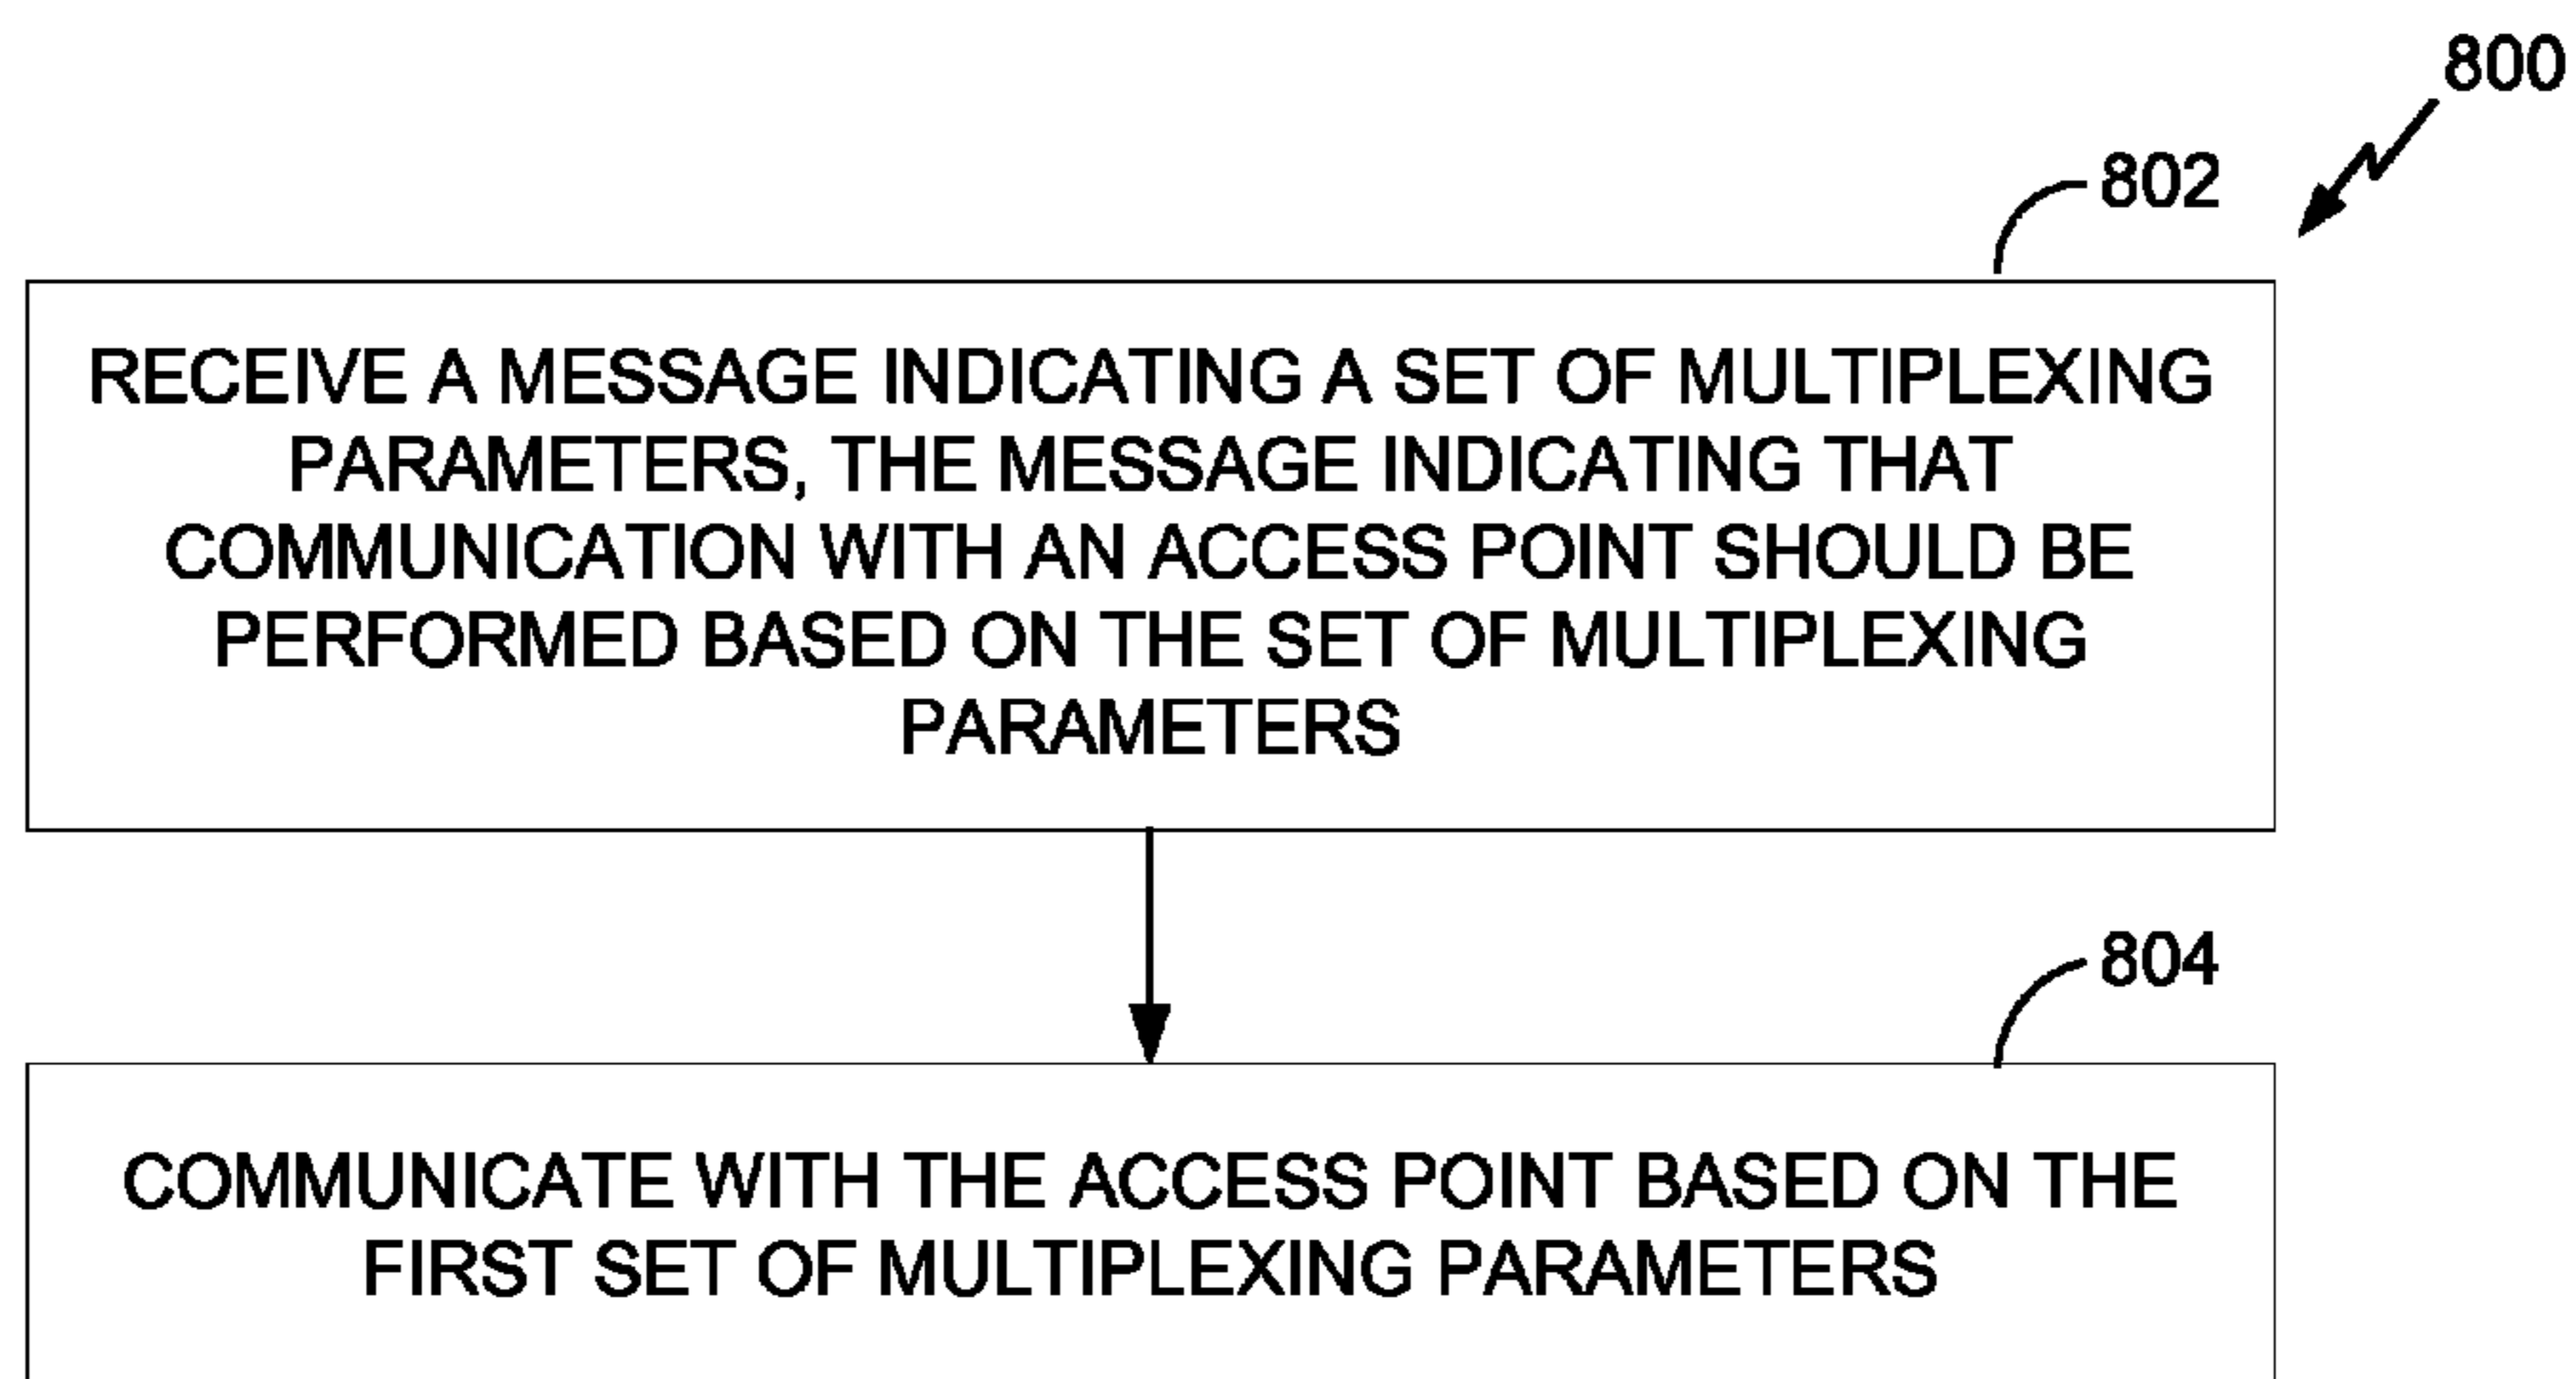 800
802
RECEIVE A MESSAGE INDICATING A SET OF MULTIPLEXING
PARAMETERS, THE MESSAGE INDICATING THAT
COMMUNICATION WITH AN ACCESS POINT SHOULD BE
PERFORMED BASED ON THE SET OF MULTIPLEXING
PARAMETERS
804
COMMUNICATE WITH THE ACCESS POINT BASED ON THE
FIRST SET OF MULTIPLEXING PARAMETERS